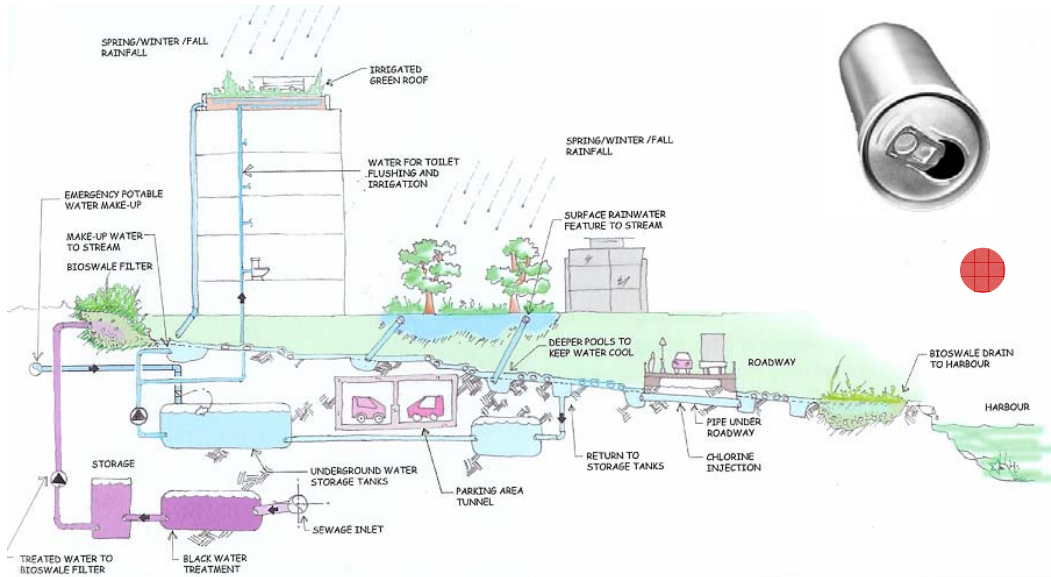 SPRING/WINTER /FALL
RAINFALL
IRRIGATED
GREEN ROOF
SPRING/WINTER /FALL
RAINFALL
WATER FOR TOILET
FLUSHING AND
IRRIGATION
EMERGENCY POTABLE
WATER MAKE-UP
SURFACE RAINWATER
FEATURE TO STREAM
MAKE-UP WATER
TO STREAM
BIOSWALE FILTER
DEEPER POOLS TO
KEEP WATER COOL
ROADWAY
BIOSWALE DRAIN
TO HARBOUR
HARBOUR
PIPE UNDER
ROADWAY
CHLORINE
INJECTION
RETURN TO
STORAGE TANKS
UNDERGROUND WATER
STORAGE TANKS
PARKING AREA
TUNNEL
STORAGE
SEWAGE INLET
TREATED WATER TO
BIOSWALE FILTER
BLACK WATER
TREATMENT